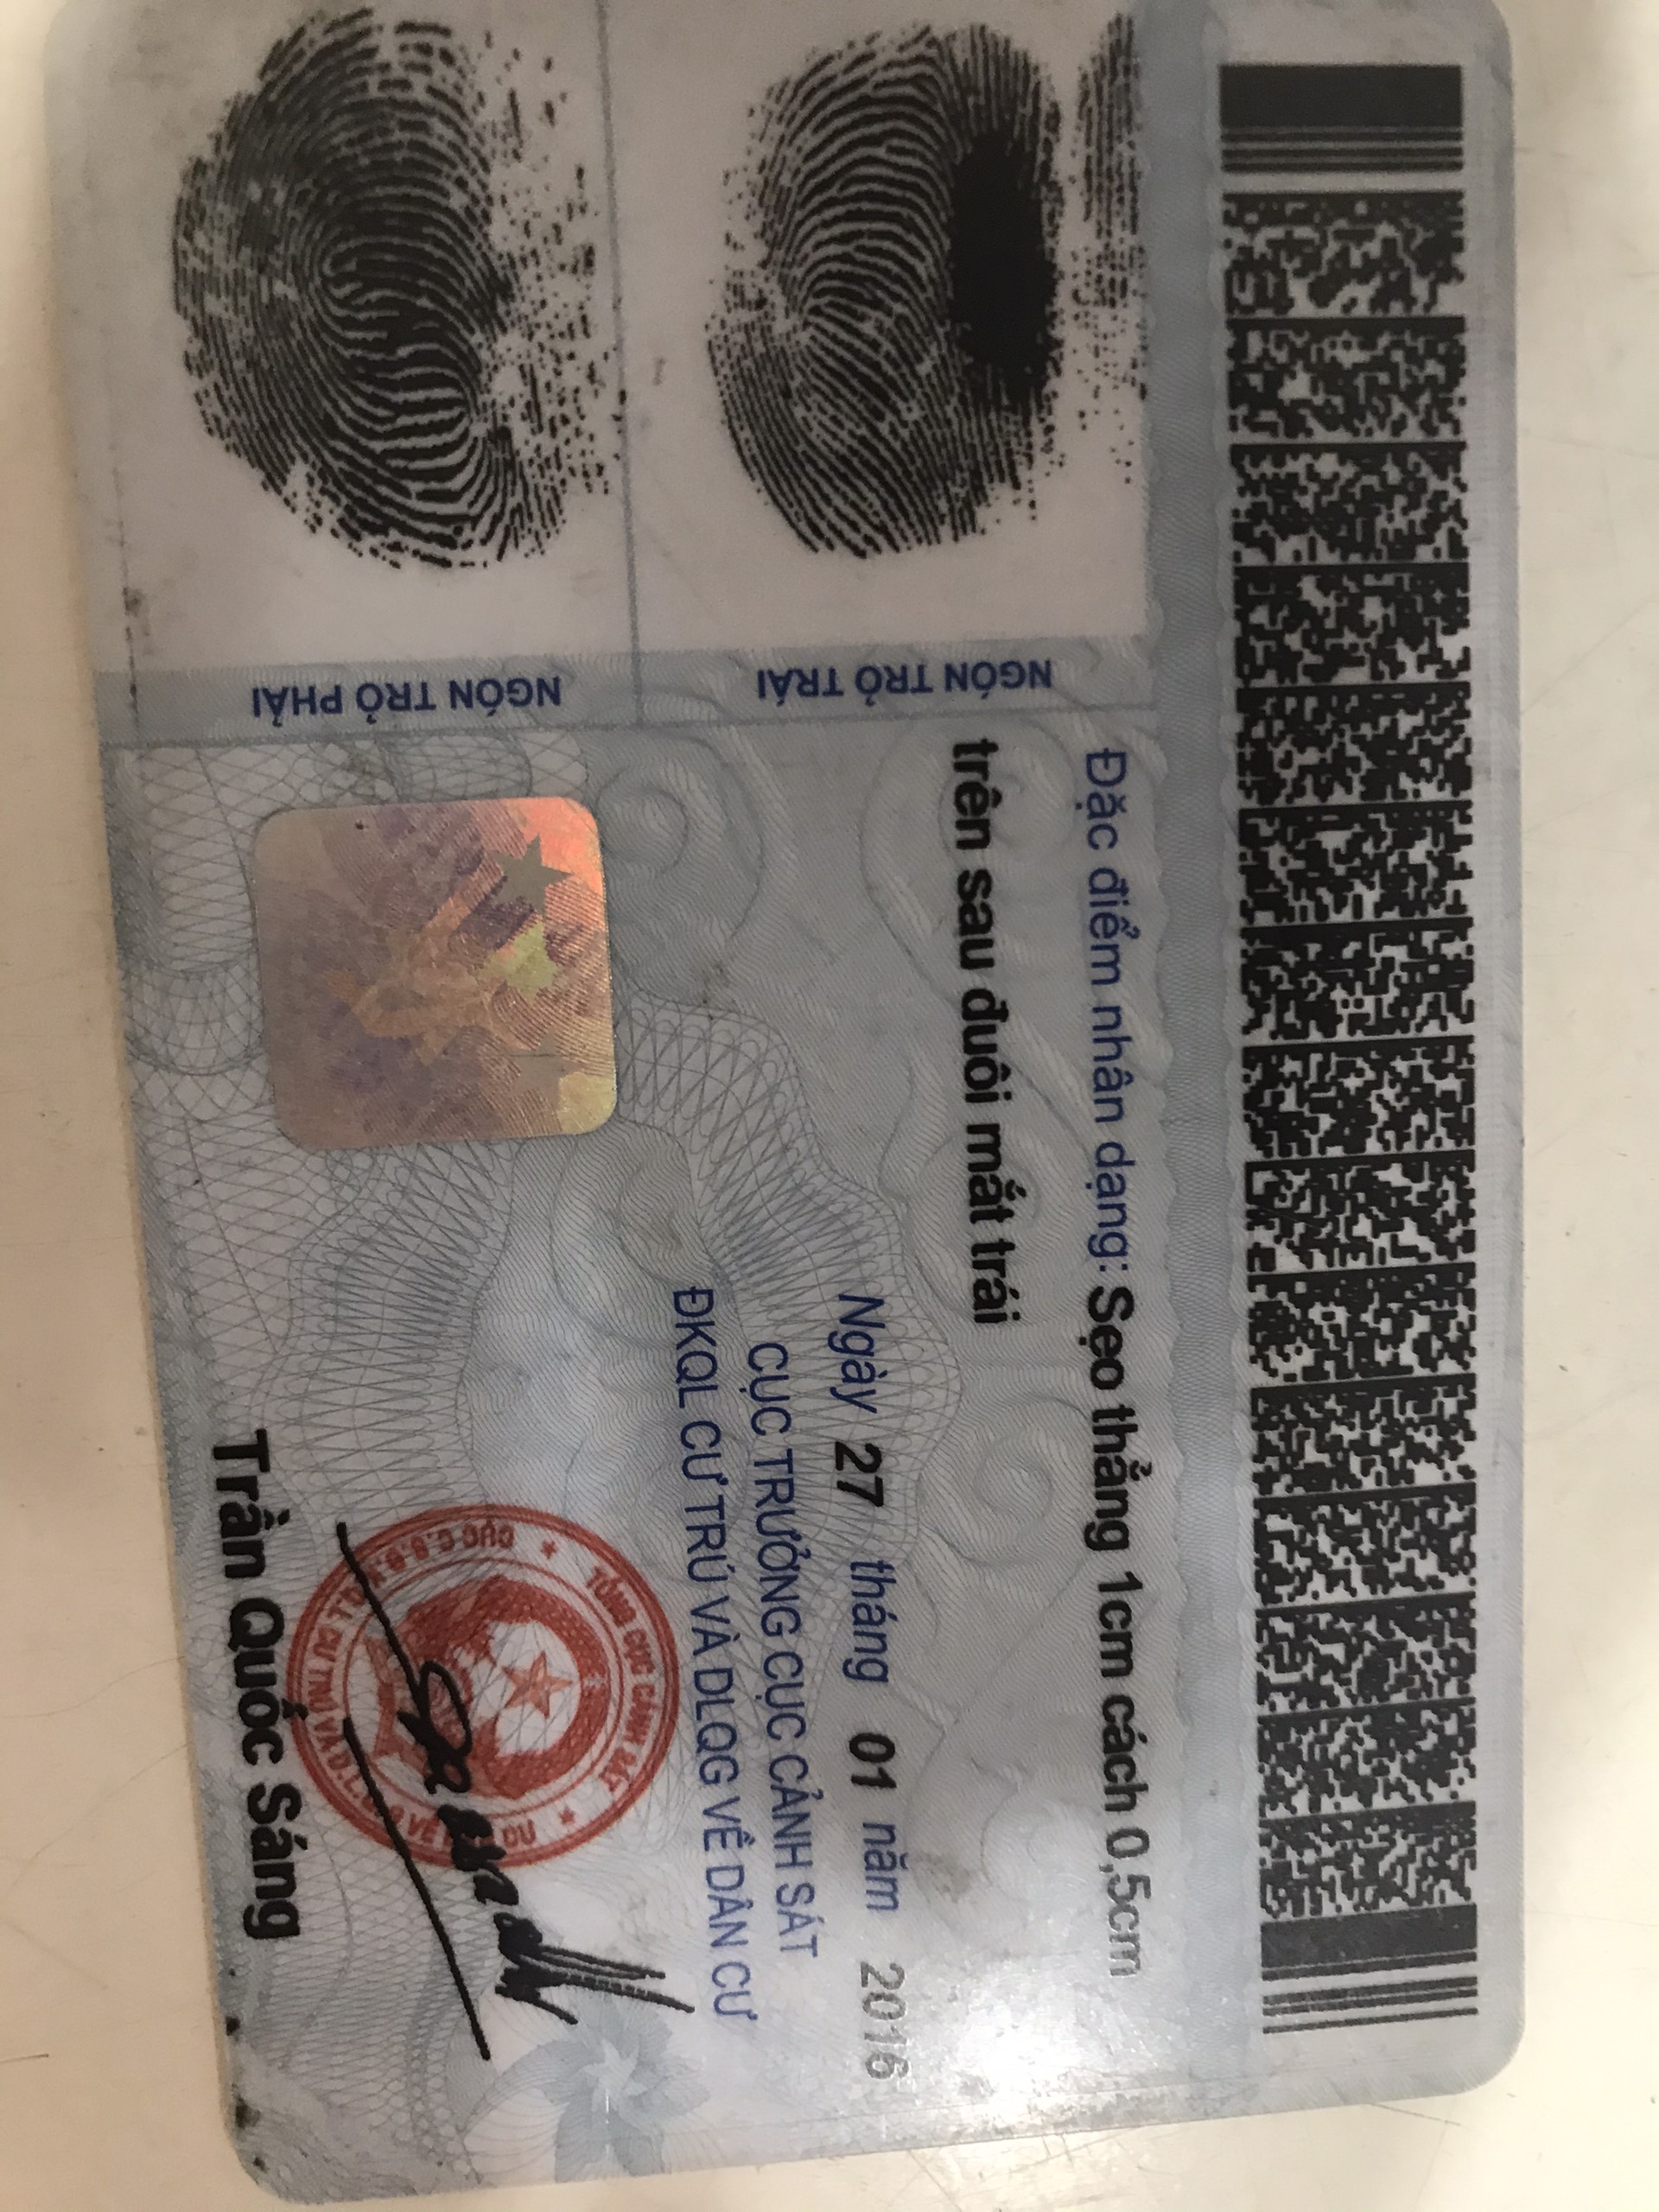 Đặc điểm nhân dạng: Sẹo thẳng 1cm cách 0,5cm
trên sau đuôi mắt trái
Ngày 27 tháng 01 năm 2016
CỤC TRƯỞNG CỤC CẢNH SÁT
ĐKQL CƯ TRÚ VÀ DLQG VỀ DÂN CƯ
TỔNG CỤC CẢNH SÁT
CƯ TRÚ VÀ
Trần Quốc Sáng
NGÓN TRỎ TRÁI
NGÓN TRỎ PHẢI